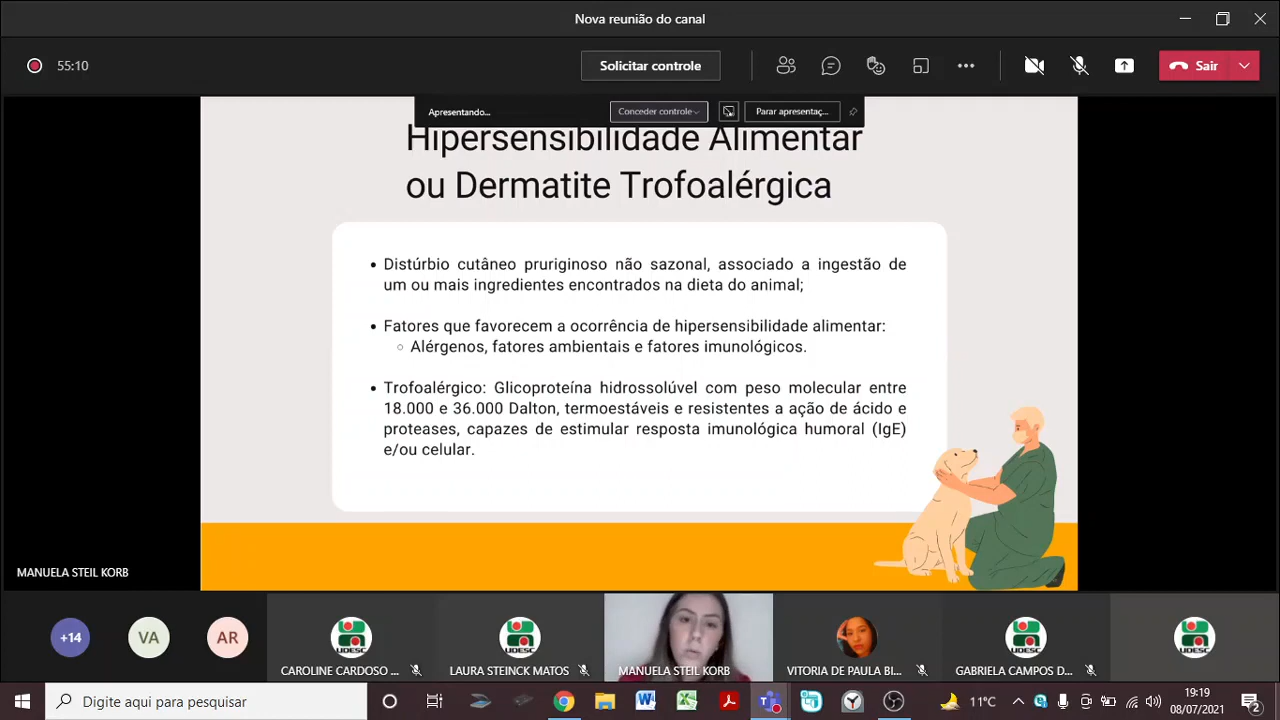 Nova reunião do canal
55:10
Solicitar controle
Sair
Apresentando...
Conceder controle
Parar apresentaç...
Hipersensibilidade Alimentar
ou Dermatite Trofoalérgica
• Distúrbio cutâneo pruriginoso não sazonal, associado a ingestão de
um ou mais ingredientes encontrados na dieta do animal;
• Fatores que favorecem a ocorrência de hipersensibilidade alimentar:
○ Alérgenos, fatores ambientais e fatores imunológicos.
• Trofoalérgico: Glicoproteína hidrossolúvel com peso molecular entre
18.000 e 36.000 Dalton, termoestáveis e resistentes a ação de ácido e
proteases, capazes de estimular resposta imunológica humoral (IgE)
e/ou celular.
MANUELA STEIL KORB
+14
VA
AR
UDESC
CAROLINE CARDOSO ...
UDESC
LAURA STEINCK MATOS
MANUELA STEIL KORB
VITORIA DE PAULA BI...
UDESC
GABRIELA CAMPOS D...
UDESC
Digite aqui para pesquisar
11°C
19:19
08/07/2021
2